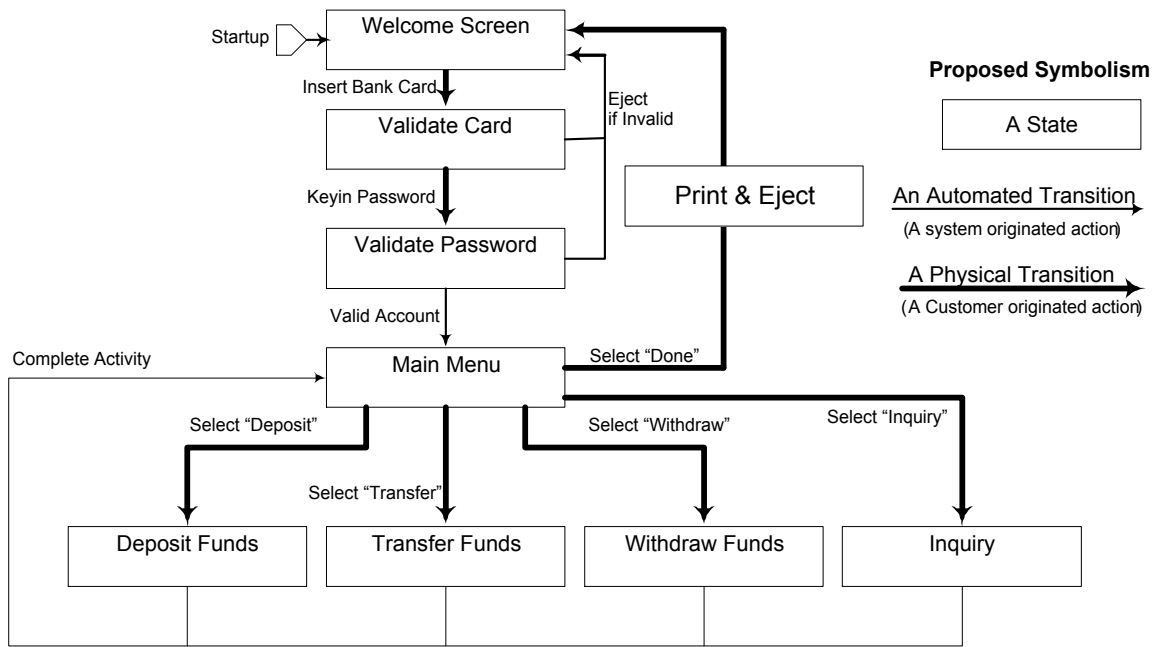 Startup
Welcome Screen
Insert Bank Card
Validate Card
Eject
if Invalid
Keyin Password
Validate Password
Print & Eject
Valid Account
Complete Activity
Main Menu
Select “Done”
Select “Deposit”
Select “Transfer”
Select “Withdraw”
Select “Inquiry”
Deposit Funds
Transfer Funds
Withdraw Funds
Inquiry
Proposed Symbolism
A State
An Automated Transition
(A system originated action)
A Physical Transition
(A Customer originated action)